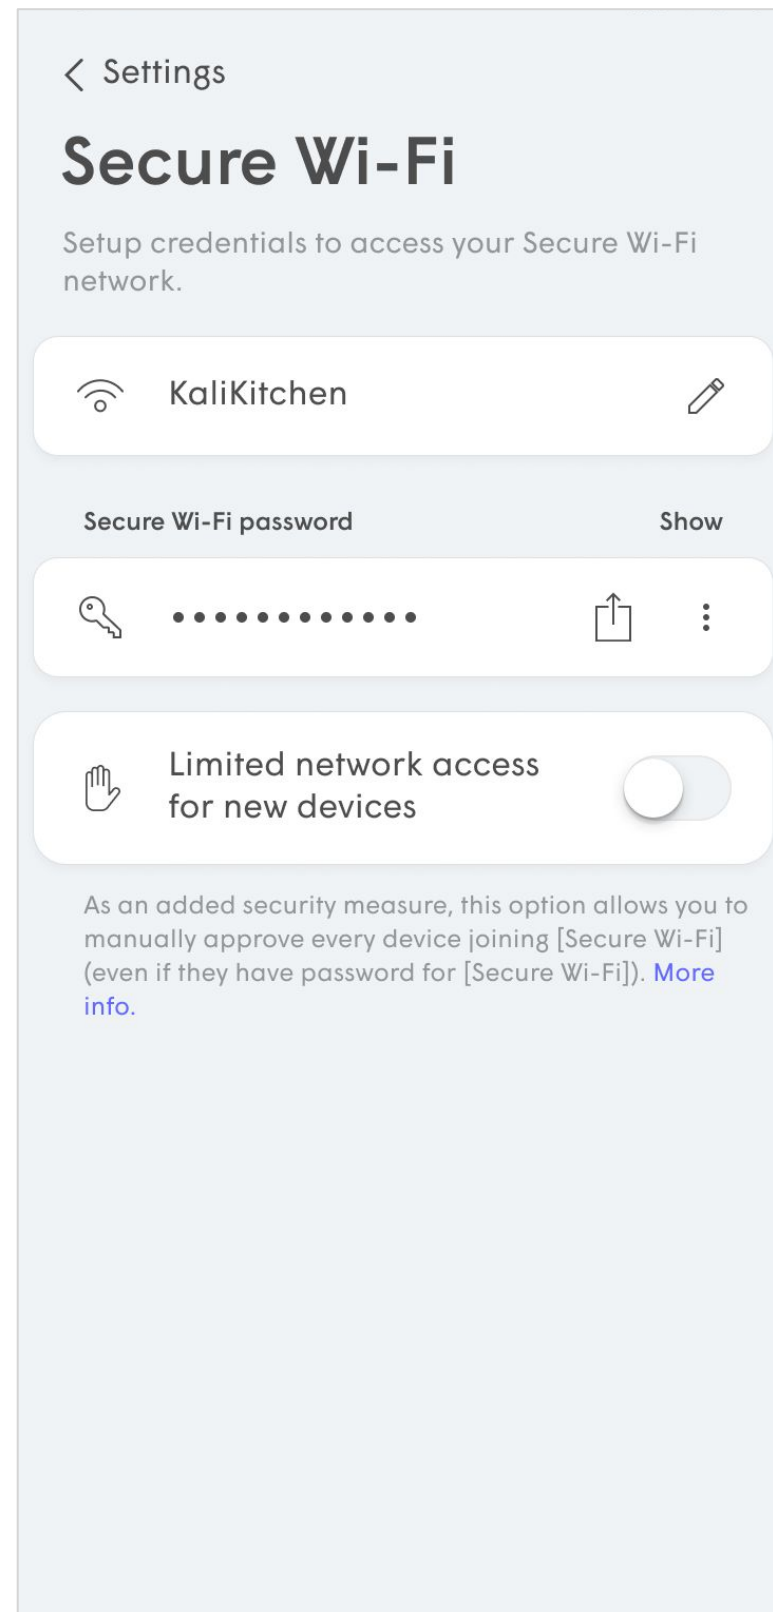 Settings
Secure Wi-Fi
Setup credentials to access your Secure Wi-Fi
network.
KaliKitchen
Secure Wi-Fi password Show
••••••••••••
Limited network access
for new devices
As an added security measure, this option allows you to
manually approve every device joining [Secure Wi-Fi]
(even if they have password for [Secure Wi-Fi]). More
info.